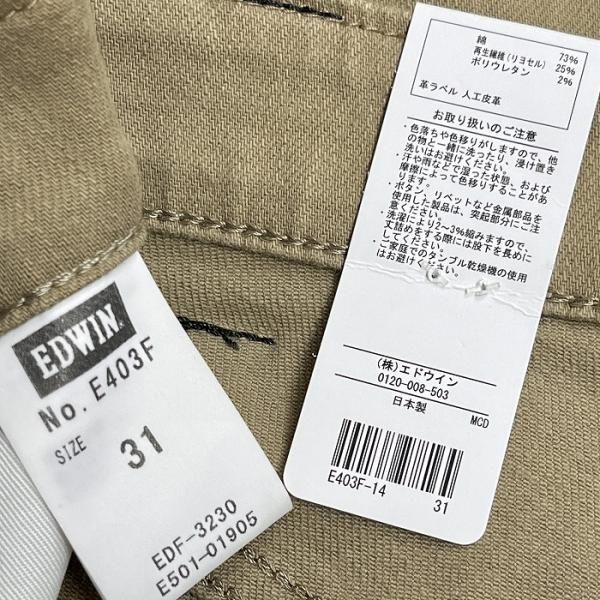 EDWIN
No. E403F
SIZE
31
EDF-3230
E501-01905
綿 73%
再生繊維(リヨセル) 25%
ポリウレタン 2%
革ラベル 人工皮革
お取り扱いのご注意
・色落ちや色移りがしますので、他
の物と一緒に洗ったり、浸け置き
洗いはお避けください。
・汗や雨などで湿った状態、および
摩擦によって色移りすることがあ
ります。
・ボタン、リベットなど金属部品を
使用した製品は、突起部分にご注
意ください。
・洗濯により2~3%縮みますので、
丈詰めをする際には股下を長めに
してください。
・ご家庭でのタンブル乾燥機の使用
はお避けください。
(株)エドウイン
0120-008-503
日本製
MCD
E403F-14 31